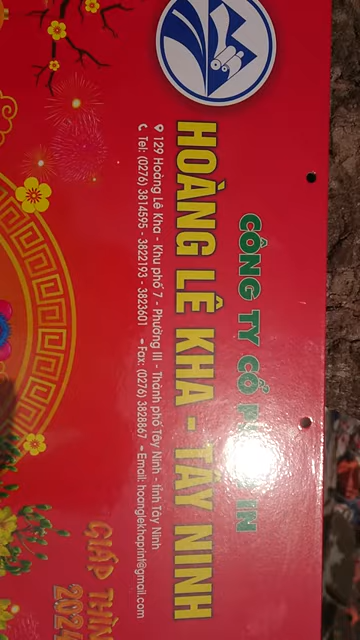 CÔNG TY CỔ IN
HOÀNG LÊ KHA - TÂY NINH
129 Hoàng Lê Kha - Khu phố 7 - Phường III - Thành phố Tây Ninh - tỉnh Tây Ninh
Tel: (0276) 3814595 - 3822193 - 3823601 - Fax: (0276) 3828867 - Email: hoanglekhaprint@gmail.com
GIÁP THÌN
2024